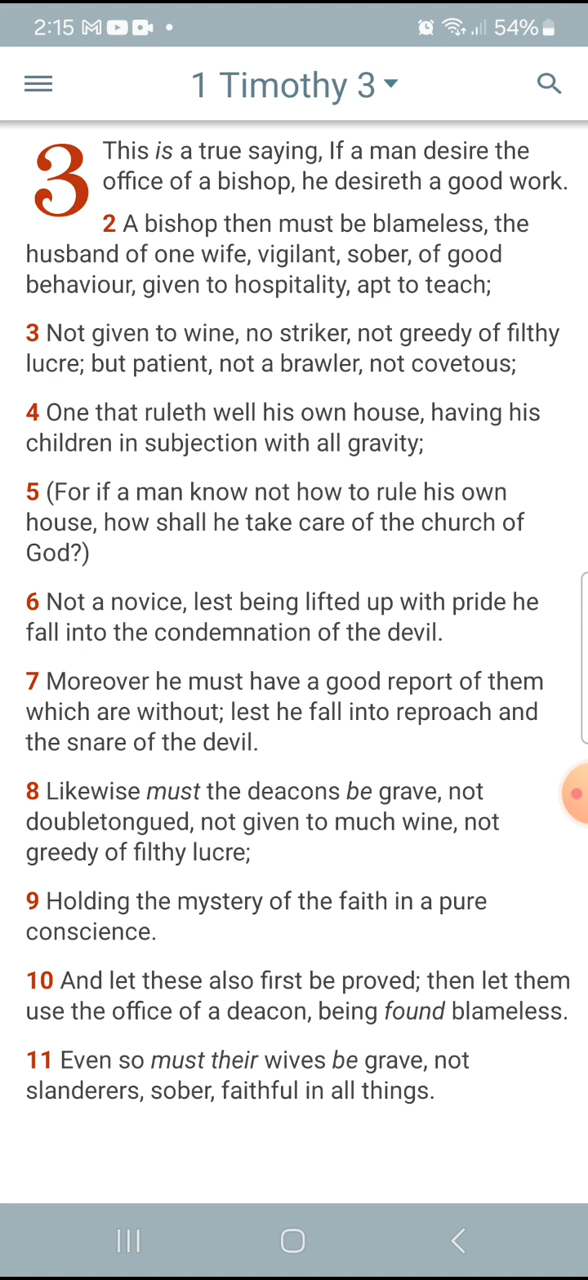 2:15
54%
1 Timothy 3
3
This is a true saying, If a man desire the
office of a bishop, he desireth a good work.
2 A bishop then must be blameless, the
husband of one wife, vigilant, sober, of good
behaviour, given to hospitality, apt to teach;
3 Not given to wine, no striker, not greedy of filthy
lucre; but patient, not a brawler, not covetous;
4 One that ruleth well his own house, having his
children in subjection with all gravity;
5 (For if a man know not how to rule his own
house, how shall he take care of the church of
God?)
6 Not a novice, lest being lifted up with pride he
fall into the condemnation of the devil.
7 Moreover he must have a good report of them
which are without; lest he fall into reproach and
the snare of the devil.
8 Likewise must the deacons be grave, not
doubletongued, not given to much wine, not
greedy of filthy lucre;
9 Holding the mystery of the faith in a pure
conscience.
10 And let these also first be proved; then let them
use the office of a deacon, being found blameless.
11 Even so must their wives be grave, not
slanderers, sober, faithful in all things.